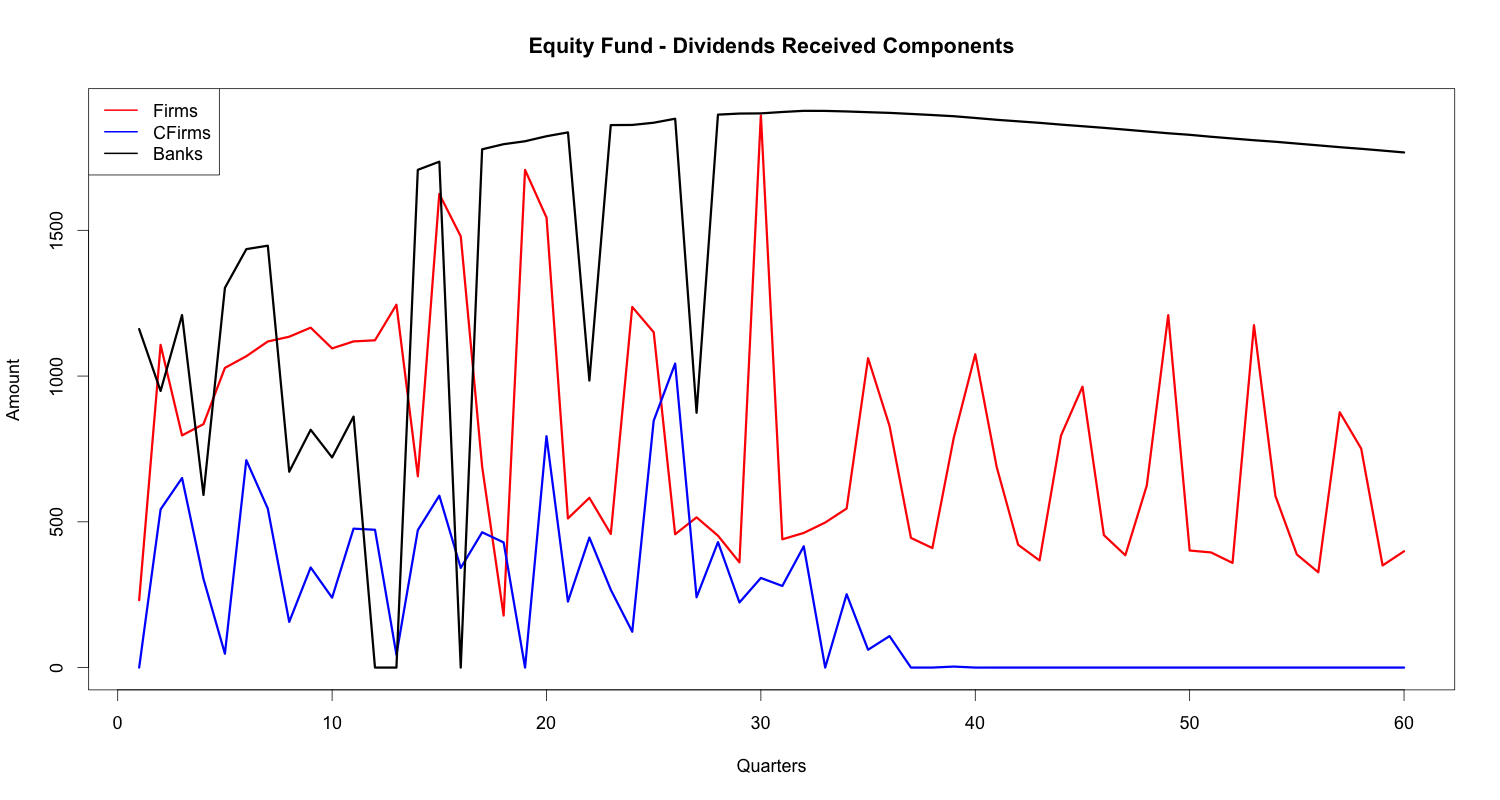 Equity Fund - Dividends Received Components
Firms
CFirms
Banks
Amount
1500
1000
500
0
0 10 20 30 40 50 60
Quarters